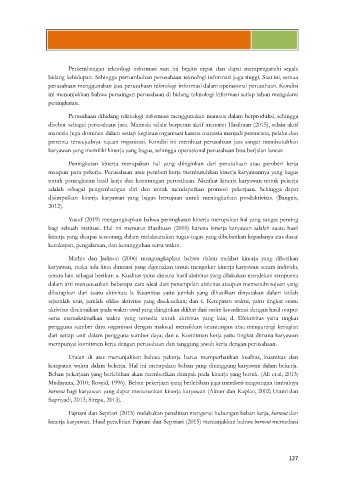 Perkembangan teknologi informasi saat ini begitu cepat dan dapat mempengaruhi segala
bidang kehidupan. Sehingga pertumbuhan perusahaan teknologi informasi juga tinggi. Saat ini, semua
perusahaan menggunakan jasa perusahaan teknologi informasi dalam operasional perusahaan. Kondisi
ini menunjukkan bahwa persaingan perusahaan di bidang teknologi informasi setiap tahun mengalami
peningkatan.
Perusahaan dibidang teknologi informasi menggunakan manusia dalam berproduksi, sehingga
disebut sebagai perusahaan jasa. Manusia selalu berperan aktif menurut Hasibuan (2015), selain aktif
manusia juga dominan dalam setiap kegiatan organisasi karena manusia menjadi perencana, pelaku dan
penentu terwujudnya tujuan organisasi. Kondisi ini membuat perusahaan jasa sangat membutuhkan
karyawan yang memiliki kinerja yang bagus, sehingga operasional perusahaan bisa berjalan lancar.
Peningkatan kinerja merupakan hal yang diinginkan dari perusahaan atau pemberi kerja
maupun para pekerja. Perusahaan atau pemberi kerja membutuhkan kinerja karyawannya yang bagus
untuk peningkatan hasil kerja dan keuntungan perusahaan. Manfaat kinerja karyawan untuk pekerja
adalah sebagai pengembangan diri dan untuk mendapatkan promosi pekerjaan. Sehingga dapat
disimpulkan kinerja karyawan yang bagus bertujuan untuk meningkatkan produktivitas. (Bangun,
2012).
Yusuf (2019) mengungkapkan bahwa peningkatan kinerja merupakan hal yang sangat penting
bagi sebuah institusi. Hal ini menurut Hasibuan (2010) karena kinerja karyawan adalah suatu hasil
kinerja yang dicapai seseorang dalam melaksanakan tugas-tugas yang dibebankan kepadanya atas dasar
kecakapan, pengalaman, dan kesungguhan serta waktu.
Mathis dan Jackson (2006) mengungkapkan bahwa dalam melihat kinerja yang diberikan
karyawan, maka ada lima dimensi yang digunakan untuk mengukur kinerja karyawan secara individu,
antara lain sebagai berikut: a. Kualitas yaitu dimana hasil aktivitas yang dilakukan mendekati sempurna
dalam arti menyesuaikan beberapa cara ideal dan penampilan aktivitas ataupun memenuhi tujuan yang
diharapkan dari suatu aktivitas; b. Kuantitas yaitu jumlah yang dihasilkan dinyatakan dalam istilah
sejumlah unit, jumlah siklus aktivitas yang diselesaikan; dan c. Ketepatan waktu, yaitu tingkat suatu
aktivitas diselesaikan pada waktu awal yang diinginkan dilihat dari sudut koordinasi dengan hasil output
serta memaksimalkan waktu yang tersedia untuk aktivitas yang lain; d. Efektivitas yaitu tingkat
pengguna sumber daya organisasi dengan maksud menaikkan keuntungan atau mengurangi kerugian
dari setiap unit dalam pengguna sumber daya; dan e. Komitmen kerja yaitu tingkat dimana karyawan
mempunyai komitmen kerja dengan perusahaan dan tanggung jawab kerja dengan perusahaan.
Uraian di atas menunjukkan bahwa pekerja harus memperhatikan kualitas, kuantitas dan
ketepatan waktu dalam bekerja. Hal ini merupakan beban yang ditanggung karyawan dalam bekerja.
Beban pekerjaan yang berlebihan akan memberikan dampak pada kinerja yang buruk. (Ali et al, 2013;
Mudayana, 2010; Rosyid, 1996). Beban pekerjaan yang berlebihan juga memberi rangsangan timbulnya
burnout bagi karyawan yang dapat menurunkan kinerja karyawan (Almer dan Kaplan, 2002; Utami dan
Supriyadi, 2013; Sitepu, 2013).
Fajriani dan Septiari (2015) melakukan penelitian mengenai hubungan beban kerja, burnout dan
kinerja karyawan. Hasil penelitian Fajriani dan Septiari (2015) menunjukkan bahwa burnout memediasi
127